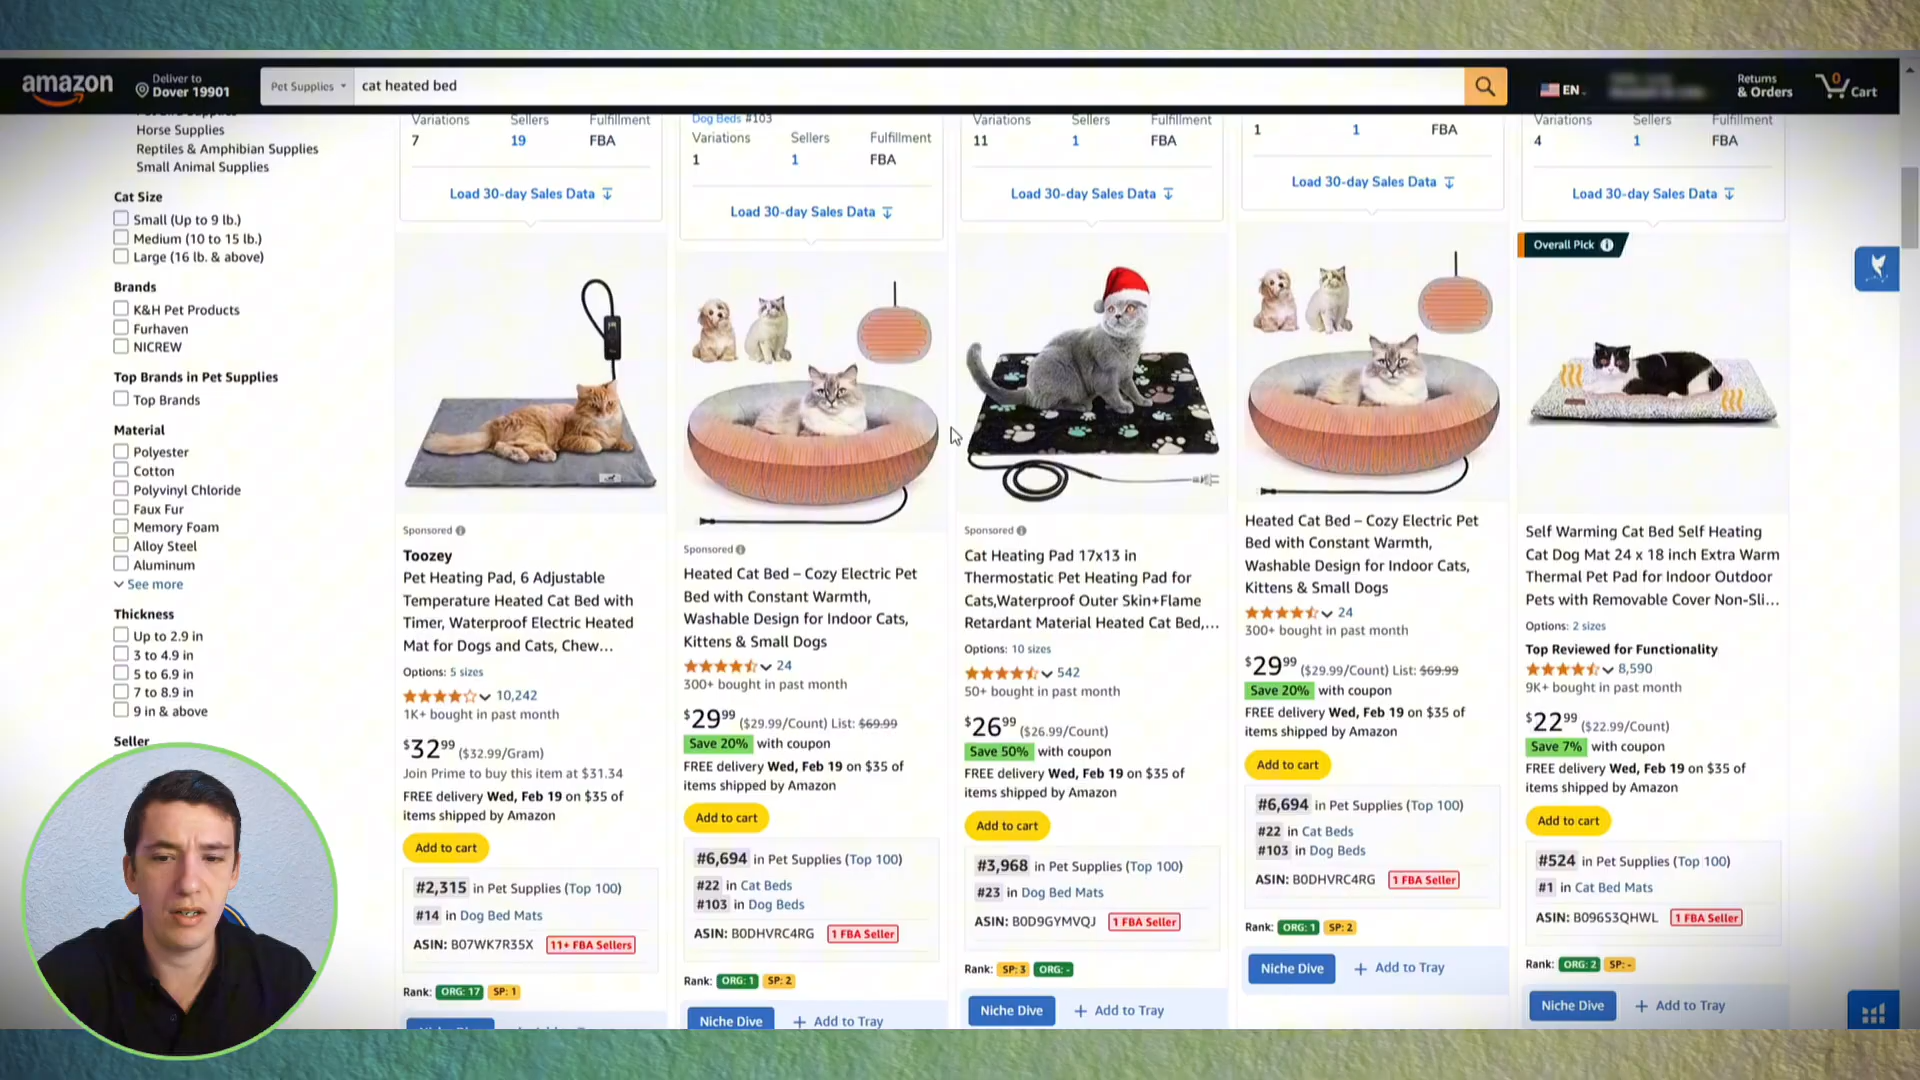 amazon
Deliver to
Dover 19901
Pet Supplies
cat heated bed
EN
Returns
& Orders
0
Cart
Horse Supplies
Reptiles & Amphibian Supplies
Small Animal Supplies
Cat Size
Small (Up to 9 lb.)
Medium (10 to 15 lb.)
Large (16 lb. & above)
Brands
K&H Pet Products
Furhaven
NICREW
Top Brands in Pet Supplies
Top Brands
Material
Polyester
Cotton
Polyvinyl Chloride
Faux Fur
Memory Foam
Alloy Steel
Aluminum
See more
Thickness
Up to 2.9 in
3 to 4.9 in
5 to 6.9 in
7 to 8.9 in
9 in & above
Seller
Variations Sellers Fulfillment
7 19 FBA
Load 30-day Sales Data
Sponsored
Toozey
Pet Heating Pad, 6 Adjustable
Temperature Heated Cat Bed with
Timer, Waterproof Electric Heated
Mat for Dogs and Cats, Chew...
Options: 5 sizes
10,242
1K+ bought in past month
$32.99 ($32.99/Gram)
Join Prime to buy this item at $31.34
FREE delivery Wed, Feb 19 on $35 of
items shipped by Amazon
Add to cart
#2,315 in Pet Supplies (Top 100)
#14 in Dog Bed Mats
ASIN: B07WK7R35X 11+ FBA Sellers
Rank: ORG: 17 SP: 1
Dog Beds #103
Variations Sellers Fulfillment
1 1 FBA
Load 30-day Sales Data
Sponsored
Heated Cat Bed – Cozy Electric Pet
Bed with Constant Warmth,
Washable Design for Indoor Cats,
Kittens & Small Dogs
24
300+ bought in past month
$29.99 ($29.99/Count) List: $69.99
Save 20% with coupon
FREE delivery Wed, Feb 19 on $35 of
items shipped by Amazon
Add to cart
#6,694 in Pet Supplies (Top 100)
#22 in Cat Beds
#103 in Dog Beds
ASIN: B0DHVRC4RG 1 FBA Seller
Rank: ORG: 1 SP: 2
Niche Dive + Add to Tray
Variations Sellers Fulfillment
11 1 FBA
Load 30-day Sales Data
Sponsored
Cat Heating Pad 17x13 in
Thermostatic Pet Heating Pad for
Cats,Waterproof Outer Skin+Flame
Retardant Material Heated Cat Bed,...
Options: 10 sizes
542
50+ bought in past month
$26.99 ($26.99/Count)
Save 50% with coupon
FREE delivery Wed, Feb 19 on $35 of
items shipped by Amazon
Add to cart
#3,968 in Pet Supplies (Top 100)
#23 in Dog Bed Mats
ASIN: B0D9GYMVQJ 1 FBA Seller
Rank: SP: 3 ORG: -
Niche Dive + Add to Tray
1 1 FBA
Load 30-day Sales Data
Heated Cat Bed – Cozy Electric Pet
Bed with Constant Warmth,
Washable Design for Indoor Cats,
Kittens & Small Dogs
24
300+ bought in past month
$29.99 ($29.99/Count) List: $69.99
Save 20% with coupon
FREE delivery Wed, Feb 19 on $35 of
items shipped by Amazon
Add to cart
#6,694 in Pet Supplies (Top 100)
#22 in Cat Beds
#103 in Dog Beds
ASIN: B0DHVRC4RG 1 FBA Seller
Rank: ORG: 1 SP: 2
Niche Dive + Add to Tray
Variations Sellers Fulfillment
4 1 FBA
Load 30-day Sales Data
Overall Pick
Self Warming Cat Bed Self Heating
Cat Dog Mat 24 x 18 inch Extra Warm
Thermal Pet Pad for Indoor Outdoor
Pets with Removable Cover Non-Sli...
Options: 2 sizes
Top Reviewed for Functionality
8,590
9K+ bought in past month
$22.99 ($22.99/Count)
Save 7% with coupon
FREE delivery Wed, Feb 19 on $35 of
items shipped by Amazon
Add to cart
#524 in Pet Supplies (Top 100)
#1 in Cat Bed Mats
ASIN: B096S3QHWL 1 FBA Seller
Rank: ORG: 2 SP: -
Niche Dive + Add to Tray